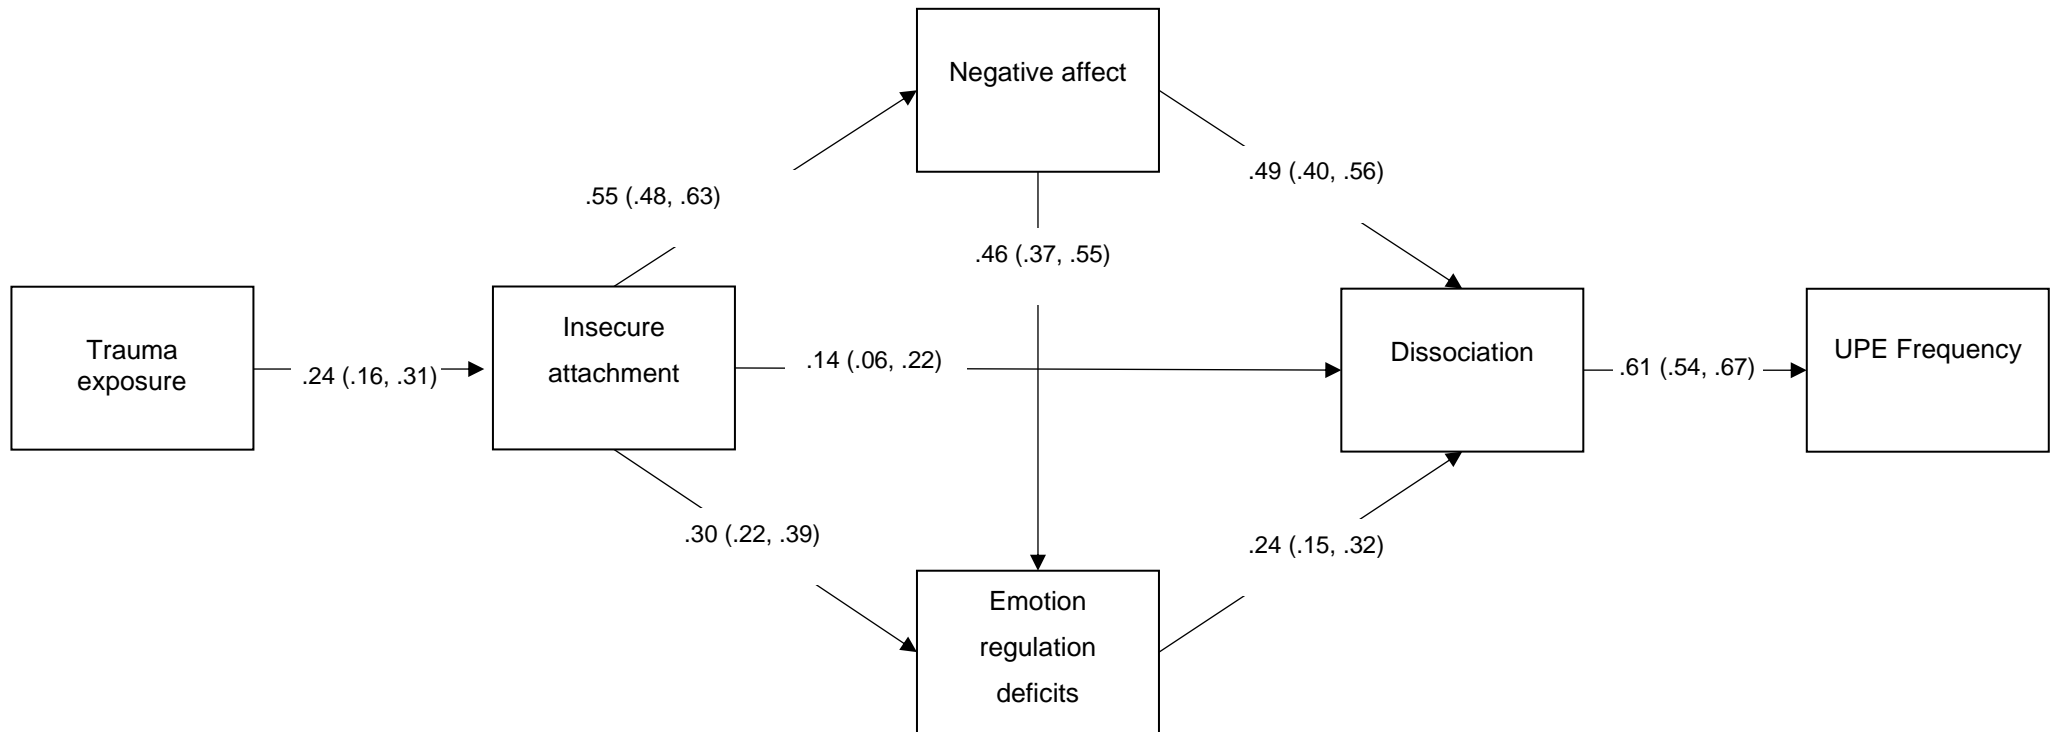 Negative affect
.55 (.48, .63)
.49 (.40, .56)
.46 (.37, .55)
Trauma
exposure
.24 (.16, .31)
Insecure
attachment
.14 (.06, .22)
Dissociation
.61 (.54, .67)
UPE Frequency
.30 (.22, .39)
.24 (.15, .32)
Emotion
regulation
deficits